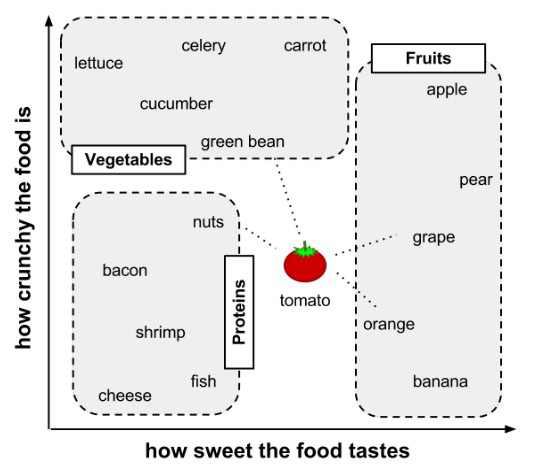 celery
carrot
lettuce
Fruits
apple
cucumber
green bean
Vegetables
pear
nuts
grape
bacon
tomato
Proteins
shrimp
orange
fish
banana
cheese
how crunchy the food is
how sweet the food tastes